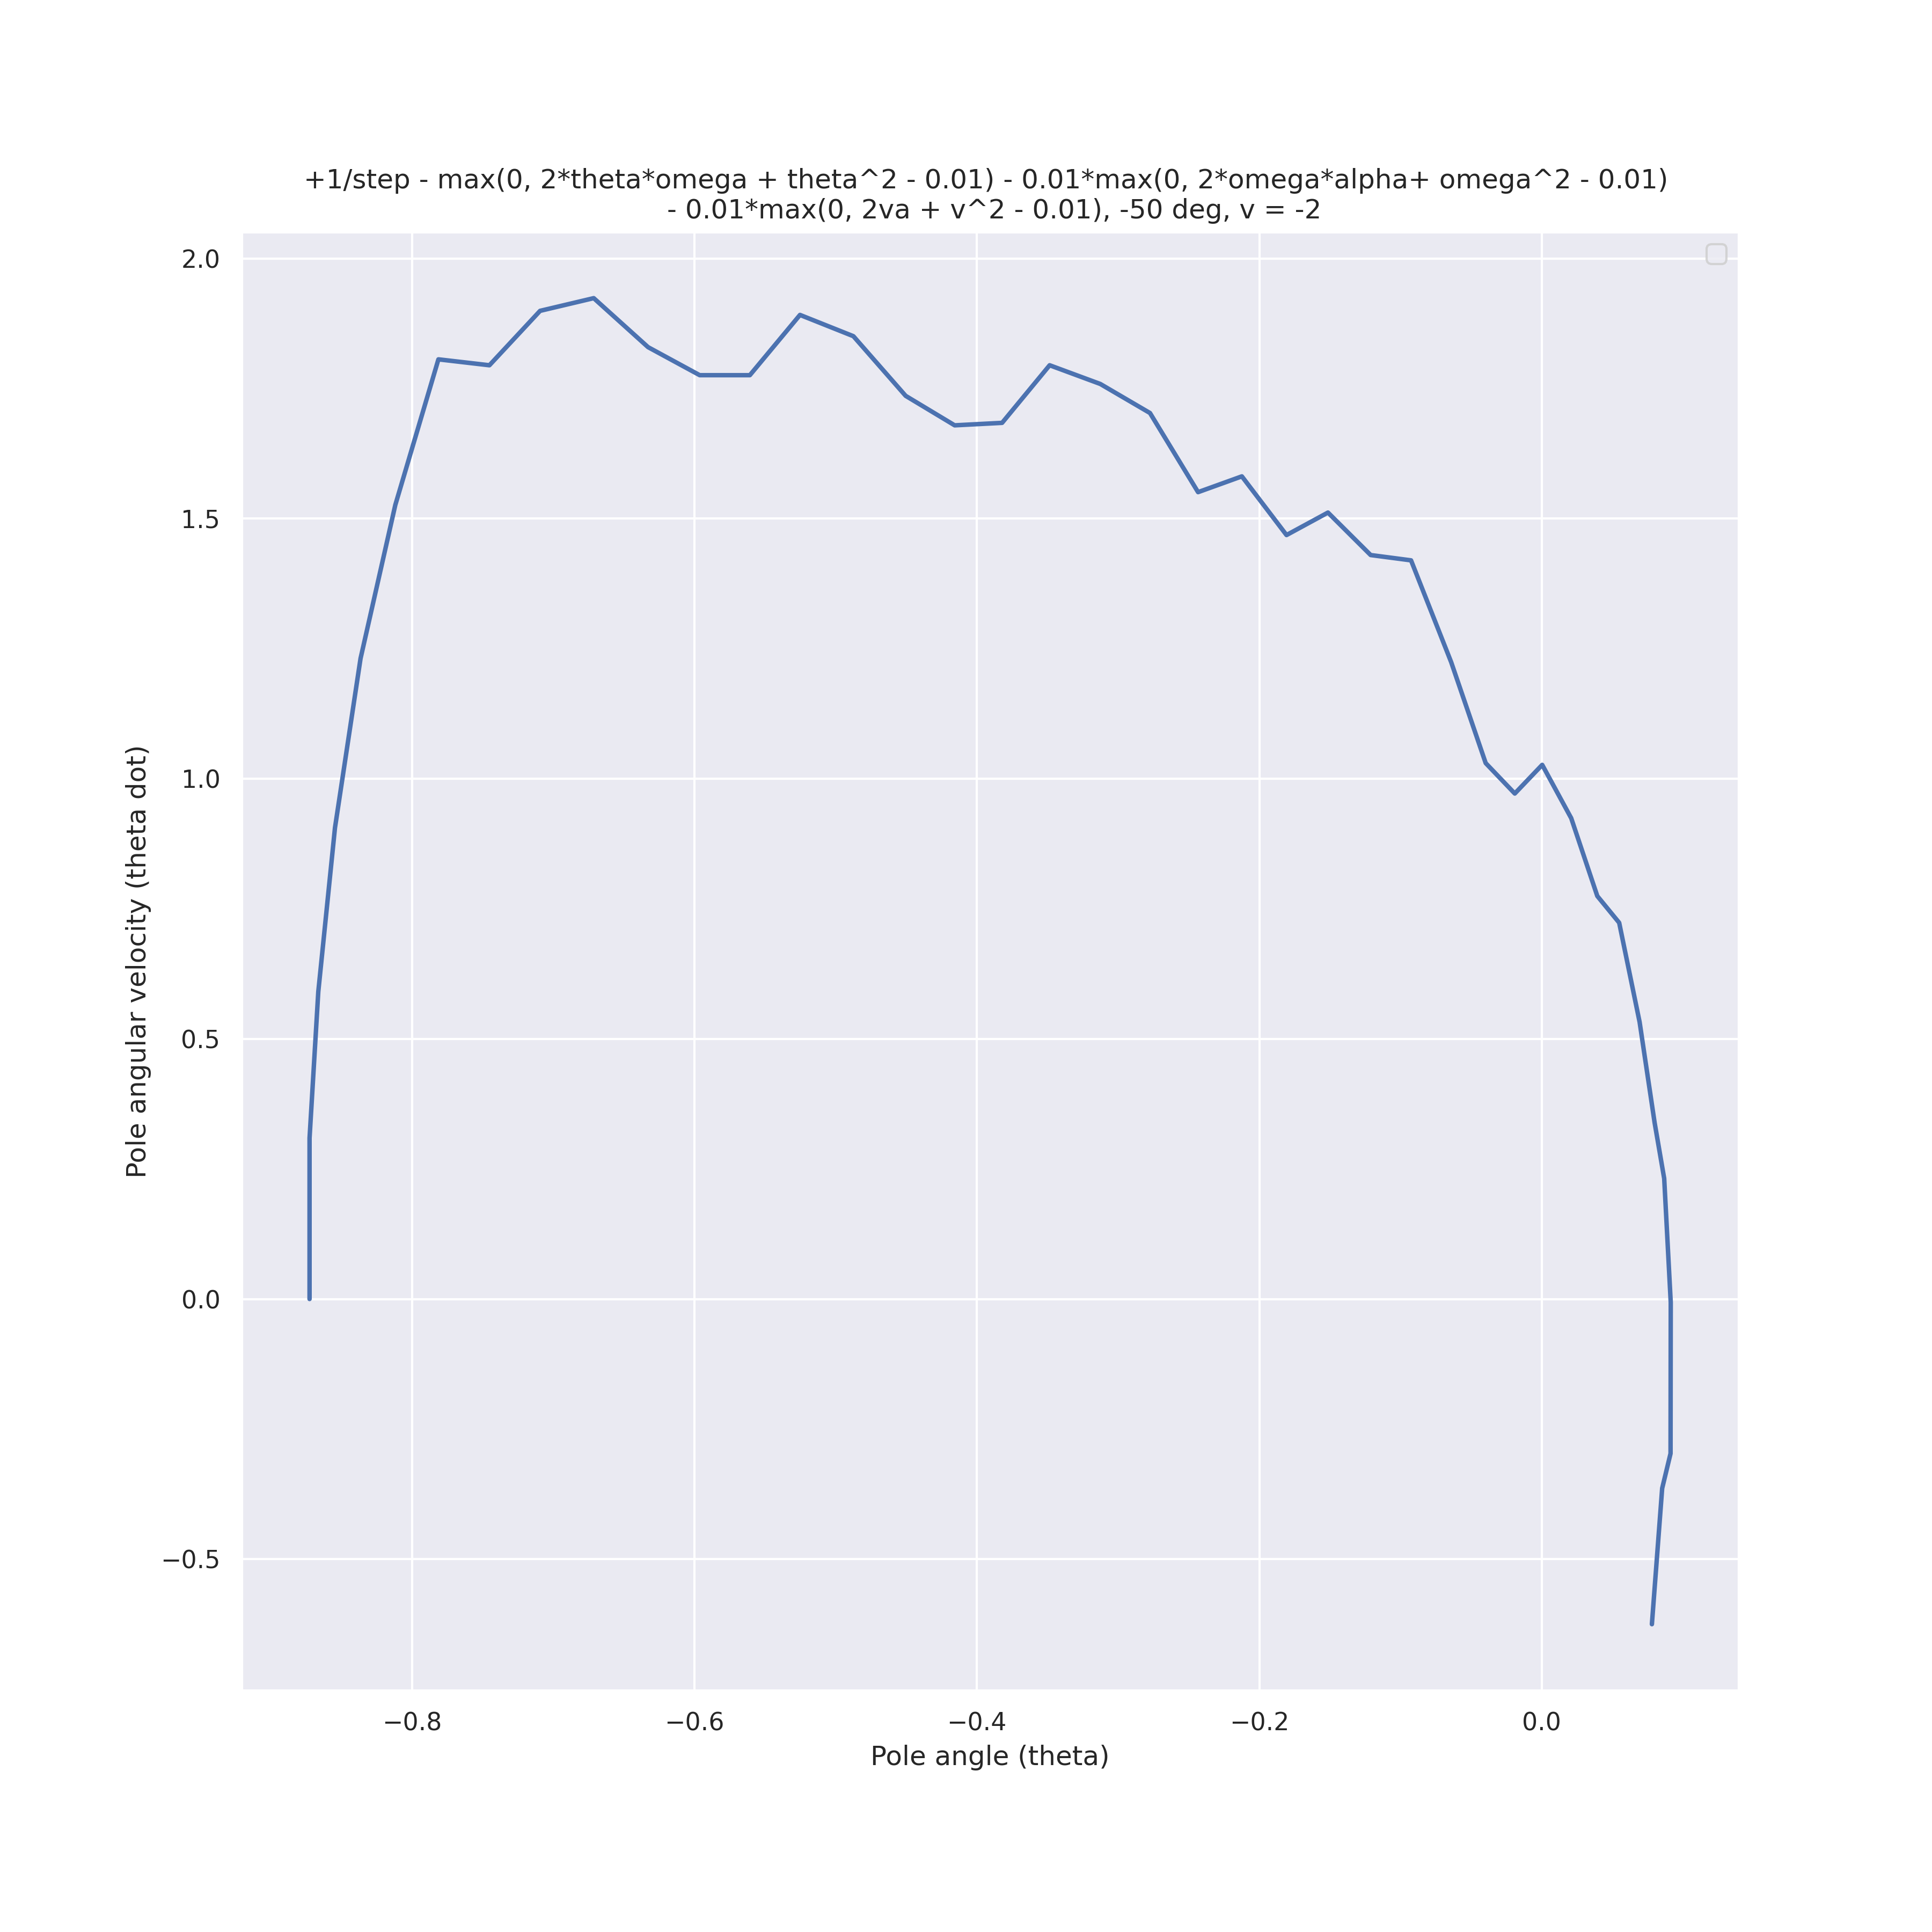 +1/step - max(0, 2*theta*omega + theta^2 - 0.01) - 0.01*max(0, 2*omega*alpha+ omega^2 - 0.01)
- 0.01*max(0, 2va + v^2 - 0.01), -50 deg, v = -2
2.0
1.5
1.0
0.5
0.0
−0.5
Pole angular velocity (theta dot)
−0.8 −0.6 −0.4 −0.2 0.0
Pole angle (theta)